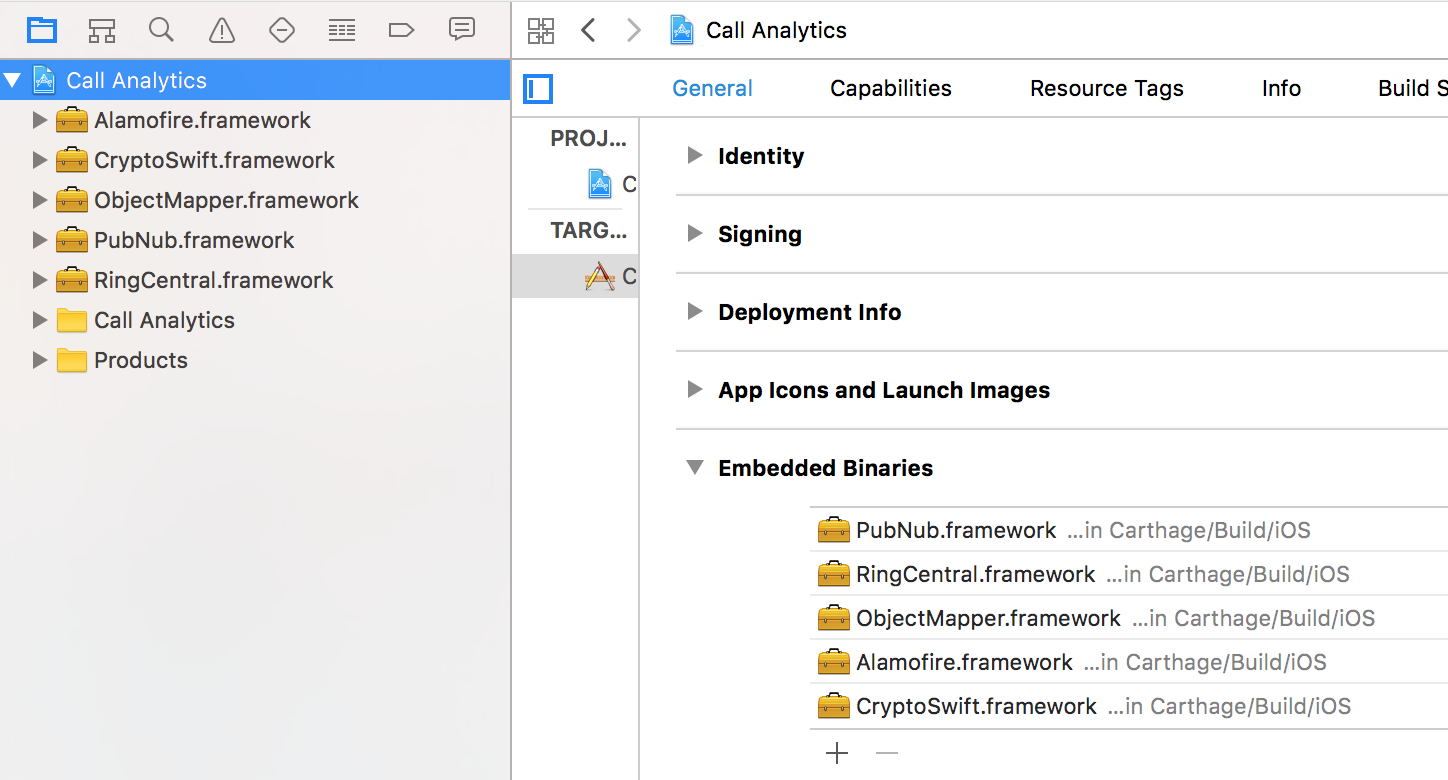 Call Analytics
Alamofire.framework
CryptoSwift.framework
ObjectMapper.framework
PubNub.framework
RingCentral.framework
Call Analytics
Products
Call Analytics
General Capabilities Resource Tags Info Build S
PROJ...
C
TARG...
C
Identity
Signing
Deployment Info
App Icons and Launch Images
Embedded Binaries
PubNub.framework ...in Carthage/Build/iOS
RingCentral.framework ...in Carthage/Build/iOS
ObjectMapper.framework ...in Carthage/Build/iOS
Alamofire.framework ...in Carthage/Build/iOS
CryptoSwift.framework ...in Carthage/Build/iOS